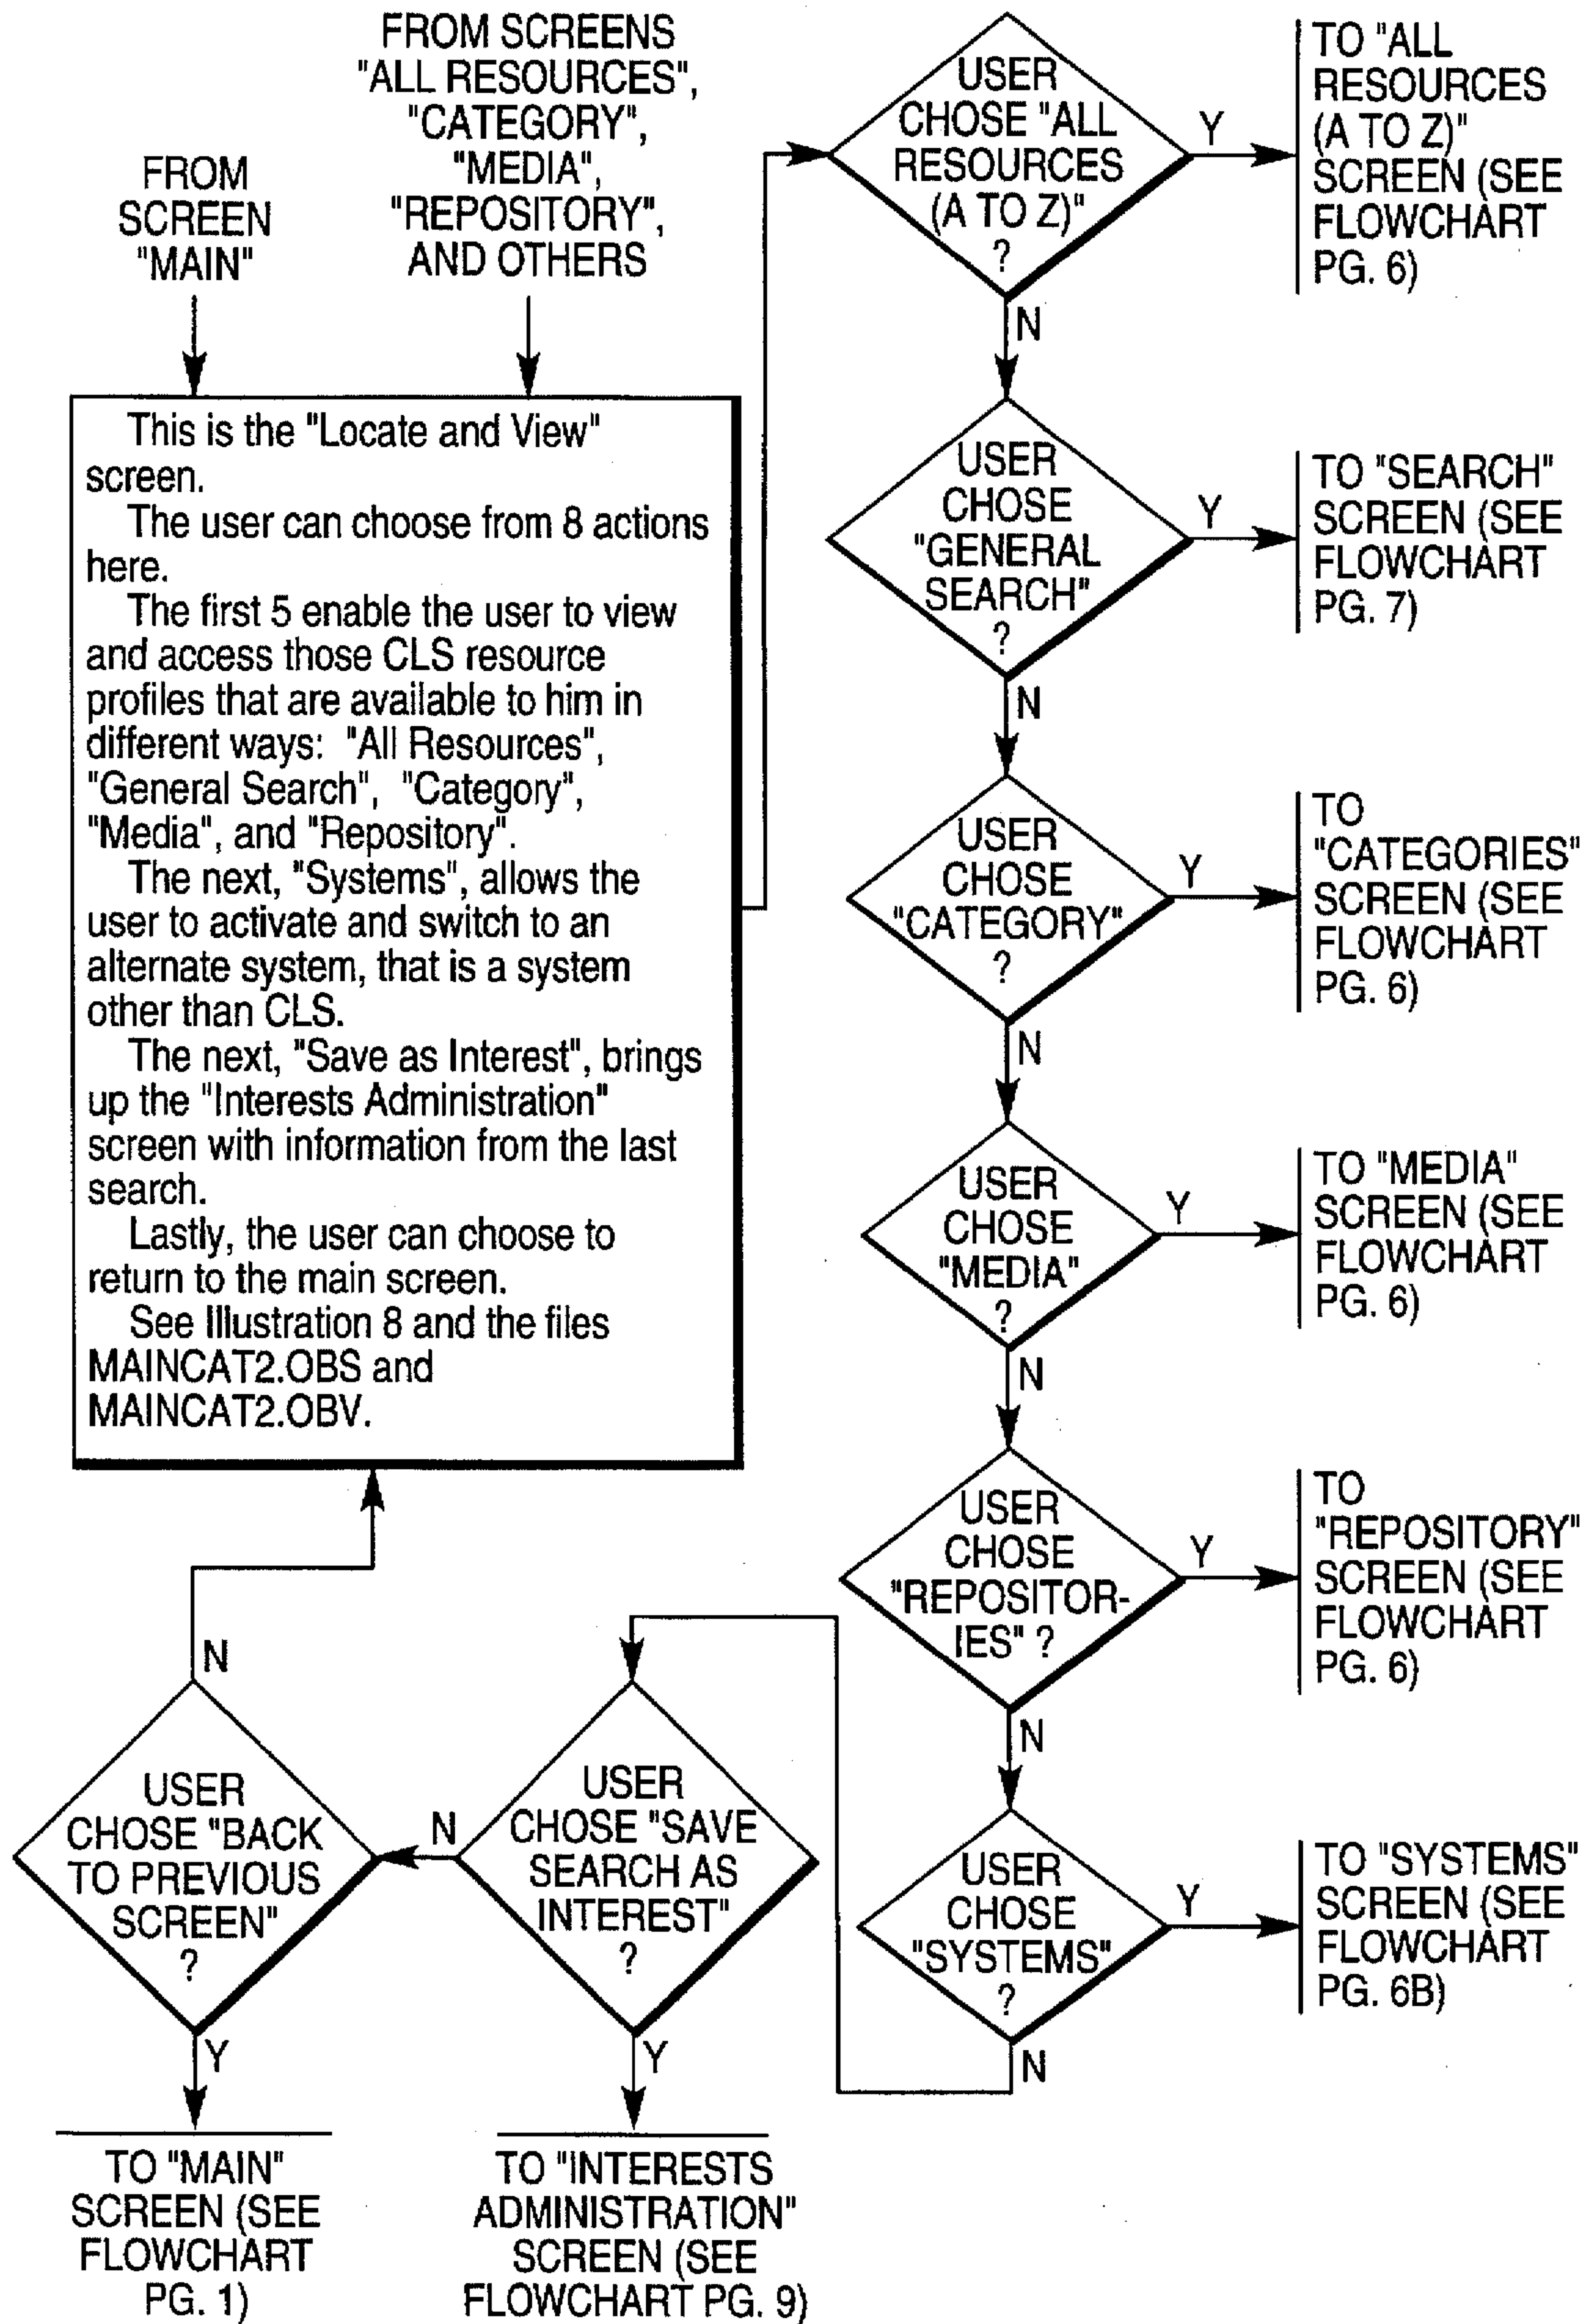 FROM
SCREEN
"MAIN"
FROM SCREENS
"ALL RESOURCES",
"CATEGORY",
"MEDIA",
"REPOSITORY",
AND OTHERS
This is the "Locate and View"
screen.
The user can choose from 8 actions
here.
The first 5 enable the user to view
and access those CLS resource
profiles that are available to him in
different ways: "All Resources",
"General Search", "Category",
"Media", and "Repository".
The next, "Systems", allows the
user to activate and switch to an
alternate system, that is a system
other than CLS.
The next, "Save as Interest", brings
up the "Interests Administration"
screen with information from the last
search.
Lastly, the user can choose to
return to the main screen.
See Illustration 8 and the files
MAINCAT2.OBS and
MAINCAT2.OBV.
USER
CHOSE "ALL
RESOURCES
(A TO Z)"
?
Y
TO "ALL
RESOURCES
(A TO Z)"
SCREEN (SEE
FLOWCHART
PG. 6)
N
USER
CHOSE
"GENERAL
SEARCH"
?
Y
TO "SEARCH"
SCREEN (SEE
FLOWCHART
PG. 7)
N
USER
CHOSE
"CATEGORY"
?
Y
TO
"CATEGORIES"
SCREEN (SEE
FLOWCHART
PG. 6)
N
USER
CHOSE
"MEDIA"
?
Y
TO "MEDIA"
SCREEN (SEE
FLOWCHART
PG. 6)
N
USER
CHOSE
"REPOSITOR-
IES" ?
Y
TO
"REPOSITORY"
SCREEN (SEE
FLOWCHART
PG. 6)
N
USER
CHOSE
"SYSTEMS"
?
Y
TO "SYSTEMS"
SCREEN (SEE
FLOWCHART
PG. 6B)
N
USER
CHOSE "SAVE
SEARCH AS
INTEREST"
?
Y
TO "INTERESTS
ADMINISTRATION"
SCREEN (SEE
FLOWCHART PG. 9)
N
USER
CHOSE "BACK
TO PREVIOUS
SCREEN"
?
N
Y
TO "MAIN"
SCREEN (SEE
FLOWCHART
PG. 1)